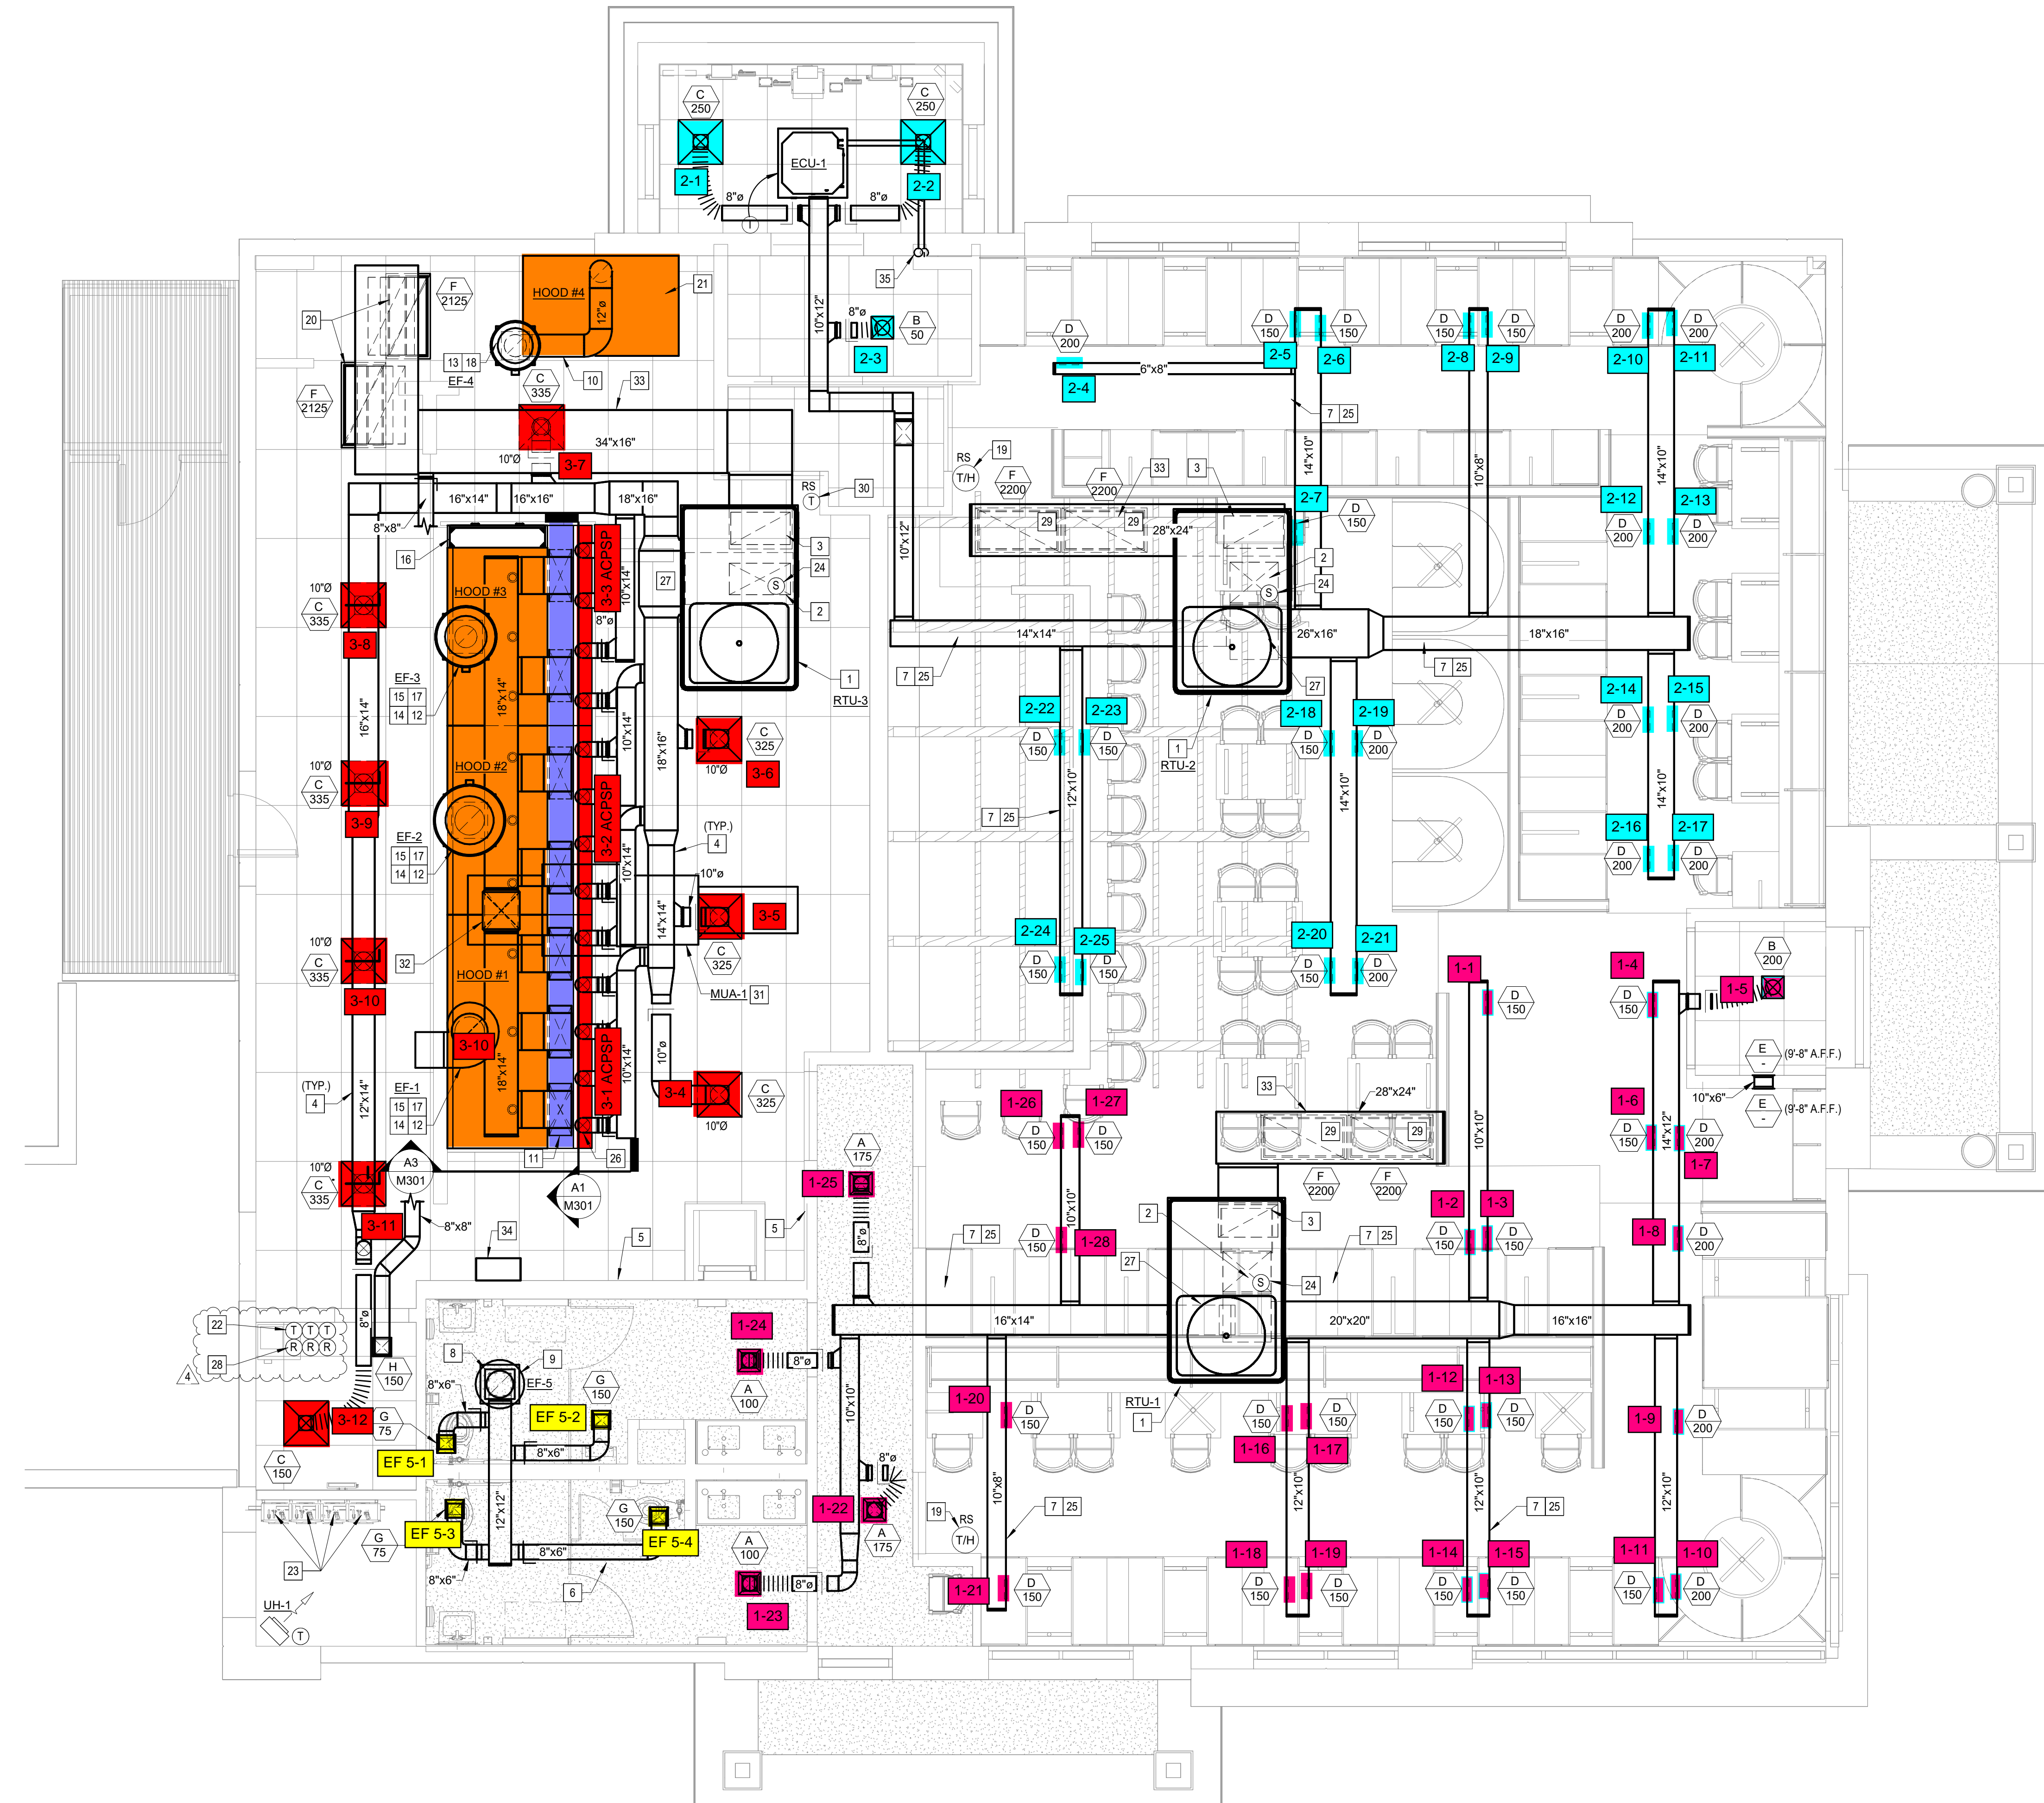 C
250
C
250
ECU-1
2-1
2-2
8"ø
8"ø
T
35
10"x12"
8"ø
B
50
2-3
F
2125
20
HOOD #4
12"ø
21
13 18
EF-4
10
33
C
335
F
2125
34"x16"
10"Ø
3-7
16"x14"
16"x16"
18"x16"
8"x8"
RS
T
30
D
200
2-4
6"x8"
D
150
D
150
2-5
2-6
D
150
D
150
2-8
2-9
D
200
D
200
2-10
2-11
7 25
14"x10"
10"x8"
14"x10"
RS
T/H
19
F
2200
F
2200
33
3
29
29
28"x24"
2-7
D
150
2
S
24
2-12
2-13
D
200
D
200
10"x12"
16
HOOD #3
3-3 ACPSP
10"x14"
27
3
S
24
2
8"ø
10"Ø
C
335
3-8
EF-3
15 17
14 12
18"x14"
1
RTU-3
14"x14"
26"x16"
18"x16"
7 25
7 25
27
16"x14"
10"x14"
18"x16"
C
325
10"Ø
3-6
2-22
2-23
D
150
D
150
1
RTU-2
2-18
2-19
D
150
D
200
2-14
2-15
D
200
D
200
10"Ø
C
335
3-9
HOOD #2
EF-2
15 17
14 12
3-2 ACPSP
10"x14"
(TYP.)
4
10"ø
12"x10"
7 25
14"x10"
14"x10"
2-16
2-17
D
200
D
200
14"x14"
3-5
C
325
MUA-1 31
32
10"Ø
C
335
3-10
HOOD #1
3-10
2-24
2-25
D
150
D
150
2-20
2-21
D
150
D
200
1-1
D
150
1-4
D
150
1-5
B
200
E
-
(9'-8" A.F.F.)
10"x6"
E
-
(9'-8" A.F.F.)
(TYP.)
4
12"x14"
EF-1
15 17
14 12
18"x14"
3-1 ACPSP
10"x14"
10"ø
3-4
C
325
10"Ø
11
26
10"Ø
C
335
A3
M301
A1
M301
3-11
8"x8"
34
5
5
A
175
1-25
8"ø
1-26
1-27
D
150
D
150
10"x10"
D
150
1-28
33
28"x24"
29
29
F
2200
F
2200
10"x10"
1-2
1-3
D
150
D
150
1-6
D
150
D
200
1-7
14"x12"
1-8
D
200
7 25
2
3
27
S
24
7 25
16"x14"
20"x20"
16"x16"
22
T T T
28
R R R
4
8"ø
H
150
3-12
C
150
G
75
8
9
EF-5
8"x6"
EF 5-1
EF 5-2
G
150
8"x6"
12"x12"
1-24
A
100
8"ø
10"x10"
RTU-1
1
1-20
D
150
1-16
1-17
D
150
D
150
1-12
1-13
D
150
D
150
1-9
D
200
EF 5-3
G
75
G
150
EF 5-4
8"x6"
8"x6"
6
A
100
1-23
8"ø
8"ø
1-22
A
175
19
RS
T/H
10"x8"
7 25
12"x10"
12"x10"
7 25
12"x10"
1-21
D
150
1-18
1-19
D
150
D
150
1-14
1-15
D
150
D
150
1-11
1-10
D
150
D
200
23
UH-1
T